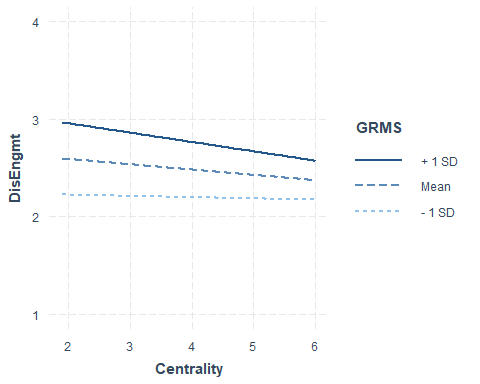 4
3
2
1
DisEngmt
2 3 4 5 6
Centrality
GRMS
+ 1 SD
Mean
- 1 SD